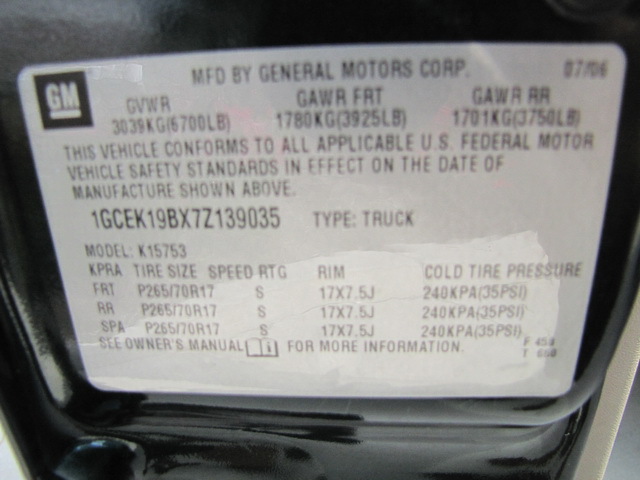 GM
MFD BY GENERAL MOTORS CORP. 07/06
GVWR GAWR FRT GAWR RR
3039KG(6700LB) 1780KG(3925LB) 1701KG(3750LB)
THIS VEHICLE CONFORMS TO ALL APPLICABLE U.S. FEDERAL MOTOR
VEHICLE SAFETY STANDARDS IN EFFECT ON THE DATE OF
MANUFACTURE SHOWN ABOVE.
1GCEK19BX7Z139035 TYPE: TRUCK
MODEL: K15753
KPRA TIRE SIZE SPEED RTG RIM COLD TIRE PRESSURE
FRT P265/70R17 S 17X7.5J 240KPA(35PSI)
RR P265/70R17 S 17X7.5J 240KPA(35PSI)
SPA P265/70R17 S 17X7.5J 240KPA(35PSI)
SEE OWNER'S MANUAL FOR MORE INFORMATION.
F
T